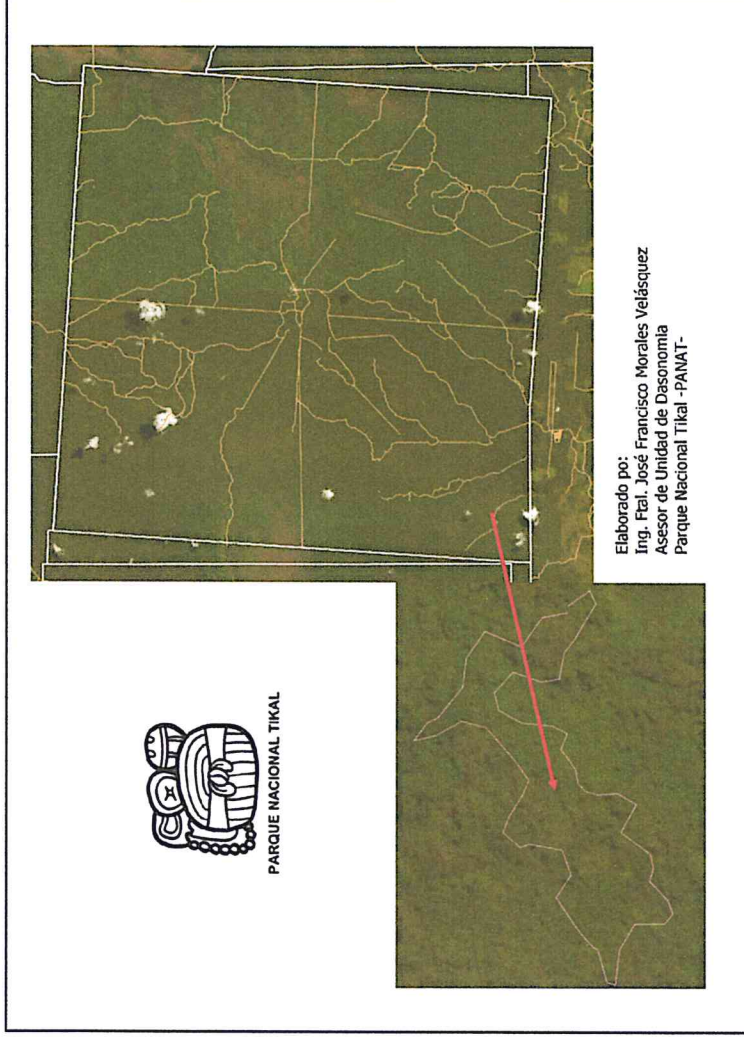 PARQUE NACIONAL TIKAL
Elaborado po:
Ing. Ftal. José Francisco Morales Velásquez
Asesor de Unidad de Dasonomia
Parque Nacional Tikal -PANAT-